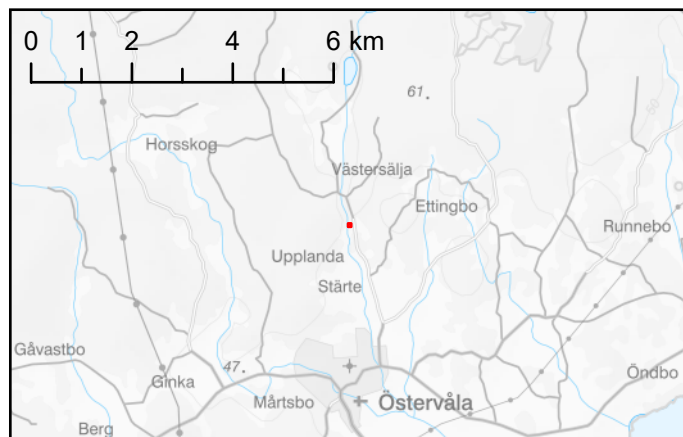 0 1 2 4 6 km
61.
Horsskog
Västersälja
50
Ettingbo
Runnebo
Upplanda
Stärte
Gåvastbo
47.
Ginka
Öndbo
Mårtsbo
Östervåla
Berg